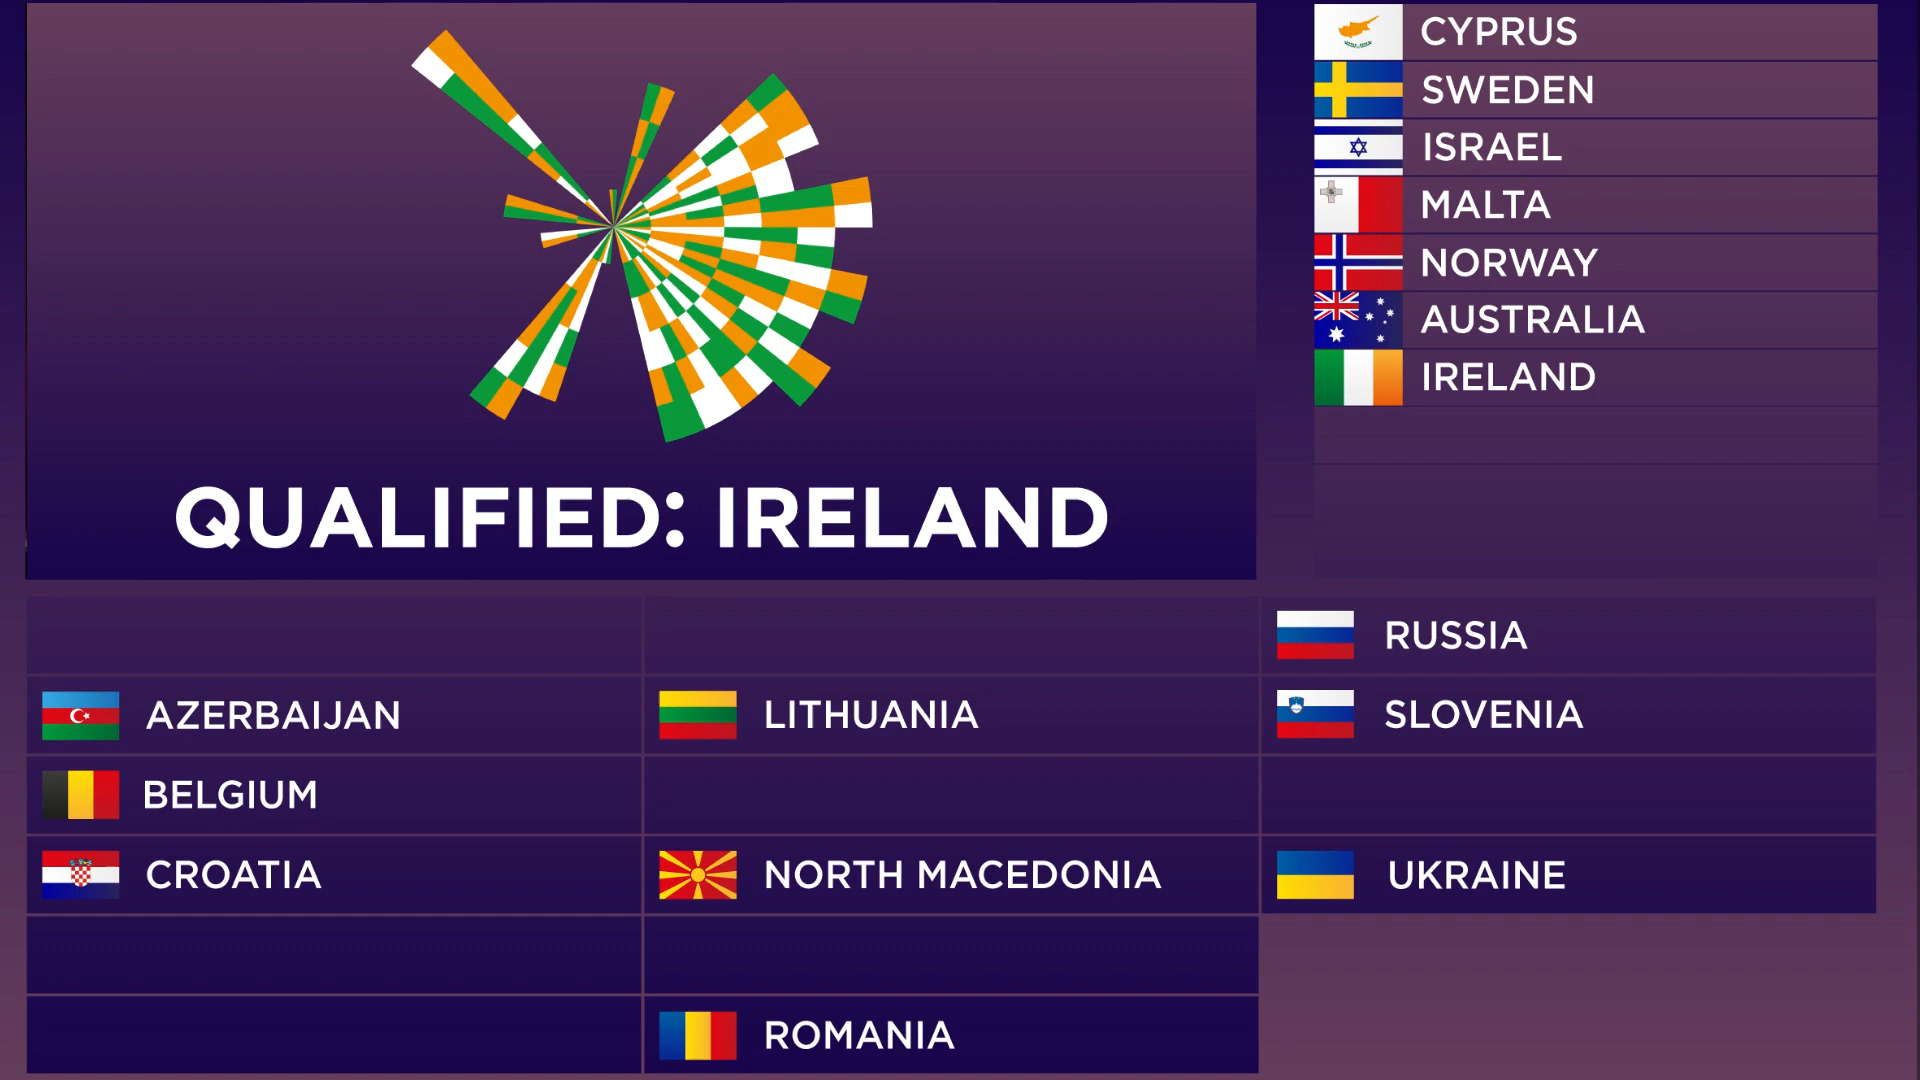 QUALIFIED: IRELAND
CYPRUS
SWEDEN
ISRAEL
MALTA
NORWAY
AUSTRALIA
IRELAND
AZERBAIJAN
BELGIUM
CROATIA
LITHUANIA
NORTH MACEDONIA
ROMANIA
RUSSIA
SLOVENIA
UKRAINE